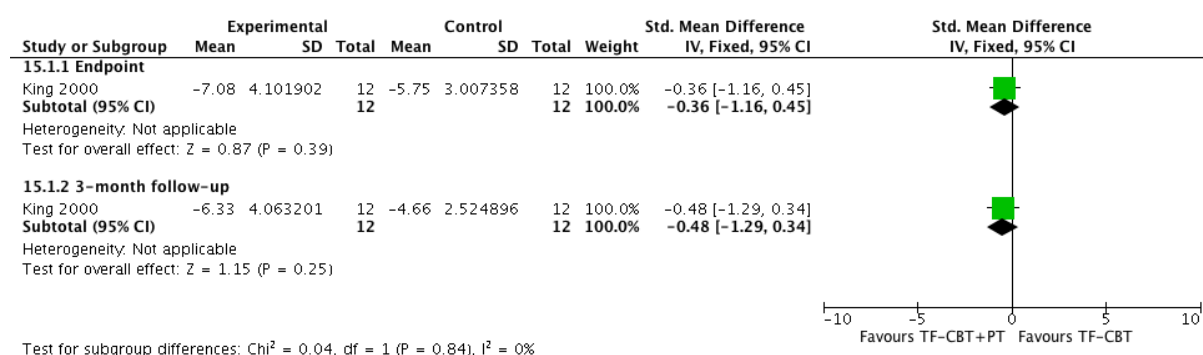 Experimental Control Std. Mean Difference Std. Mean Difference
Study or Subgroup Mean SD Total Mean SD Total Weight IV, Fixed, 95% CI IV, Fixed, 95% CI
15.1.1 Endpoint
King 2000 −7.08 4.101902 12 −5.75 3.007358 12 100.0% −0.36 [−1.16, 0.45]
Subtotal (95% CI) 12 12 100.0% −0.36 [−1.16, 0.45]
Heterogeneity: Not applicable
Test for overall effect: Z = 0.87 (P = 0.39)
15.1.2 3−month follow−up
King 2000 −6.33 4.063201 12 −4.66 2.524896 12 100.0% −0.48 [−1.29, 0.34]
Subtotal (95% CI) 12 12 100.0% −0.48 [−1.29, 0.34]
Heterogeneity: Not applicable
Test for overall effect: Z = 1.15 (P = 0.25)
−10 −5 0 5 10
Favours TF−CBT+PT Favours TF−CBT
Test for subgroup differences: Chi² = 0.04, df = 1 (P = 0.84), I² = 0%